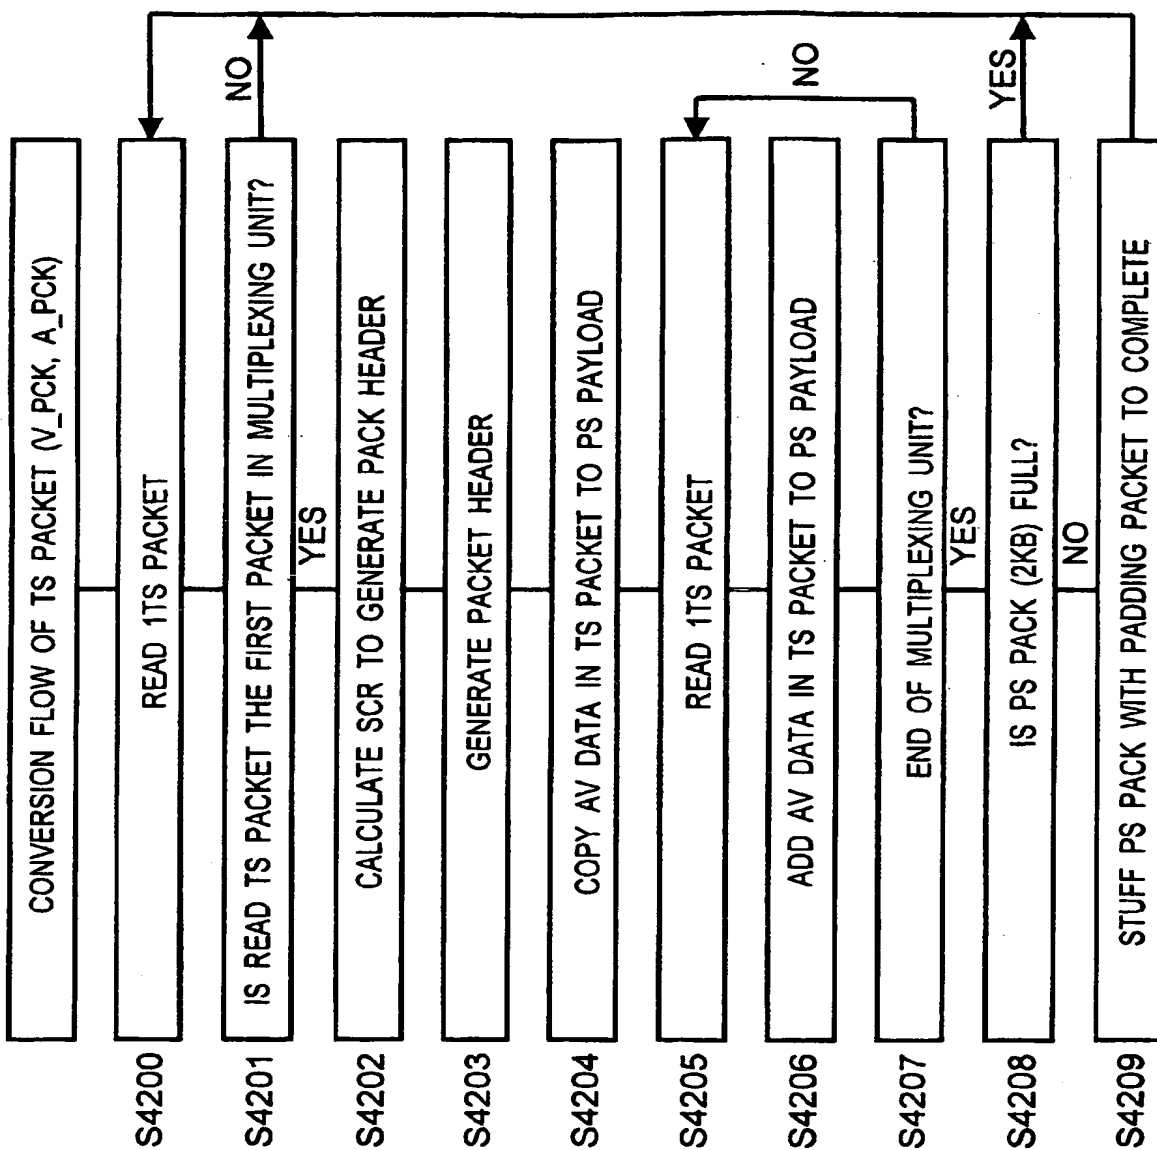 CONVERSION FLOW OF TS PACKET (V_PCK, A_PCK)
S4200
READ 1TS PACKET
S4201
IS READ TS PACKET THE FIRST PACKET IN MULTIPLEXING UNIT?
NO
YES
S4202
CALCULATE SCR TO GENERATE PACK HEADER
S4203
GENERATE PACKET HEADER
S4204
COPY AV DATA IN TS PACKET TO PS PAYLOAD
S4205
READ 1TS PACKET
S4206
ADD AV DATA IN TS PACKET TO PS PAYLOAD
NO
S4207
END OF MULTIPLEXING UNIT?
YES
S4208
IS PS PACK (2KB) FULL?
YES
NO
S4209
STUFF PS PACK WITH PADDING PACKET TO COMPLETE